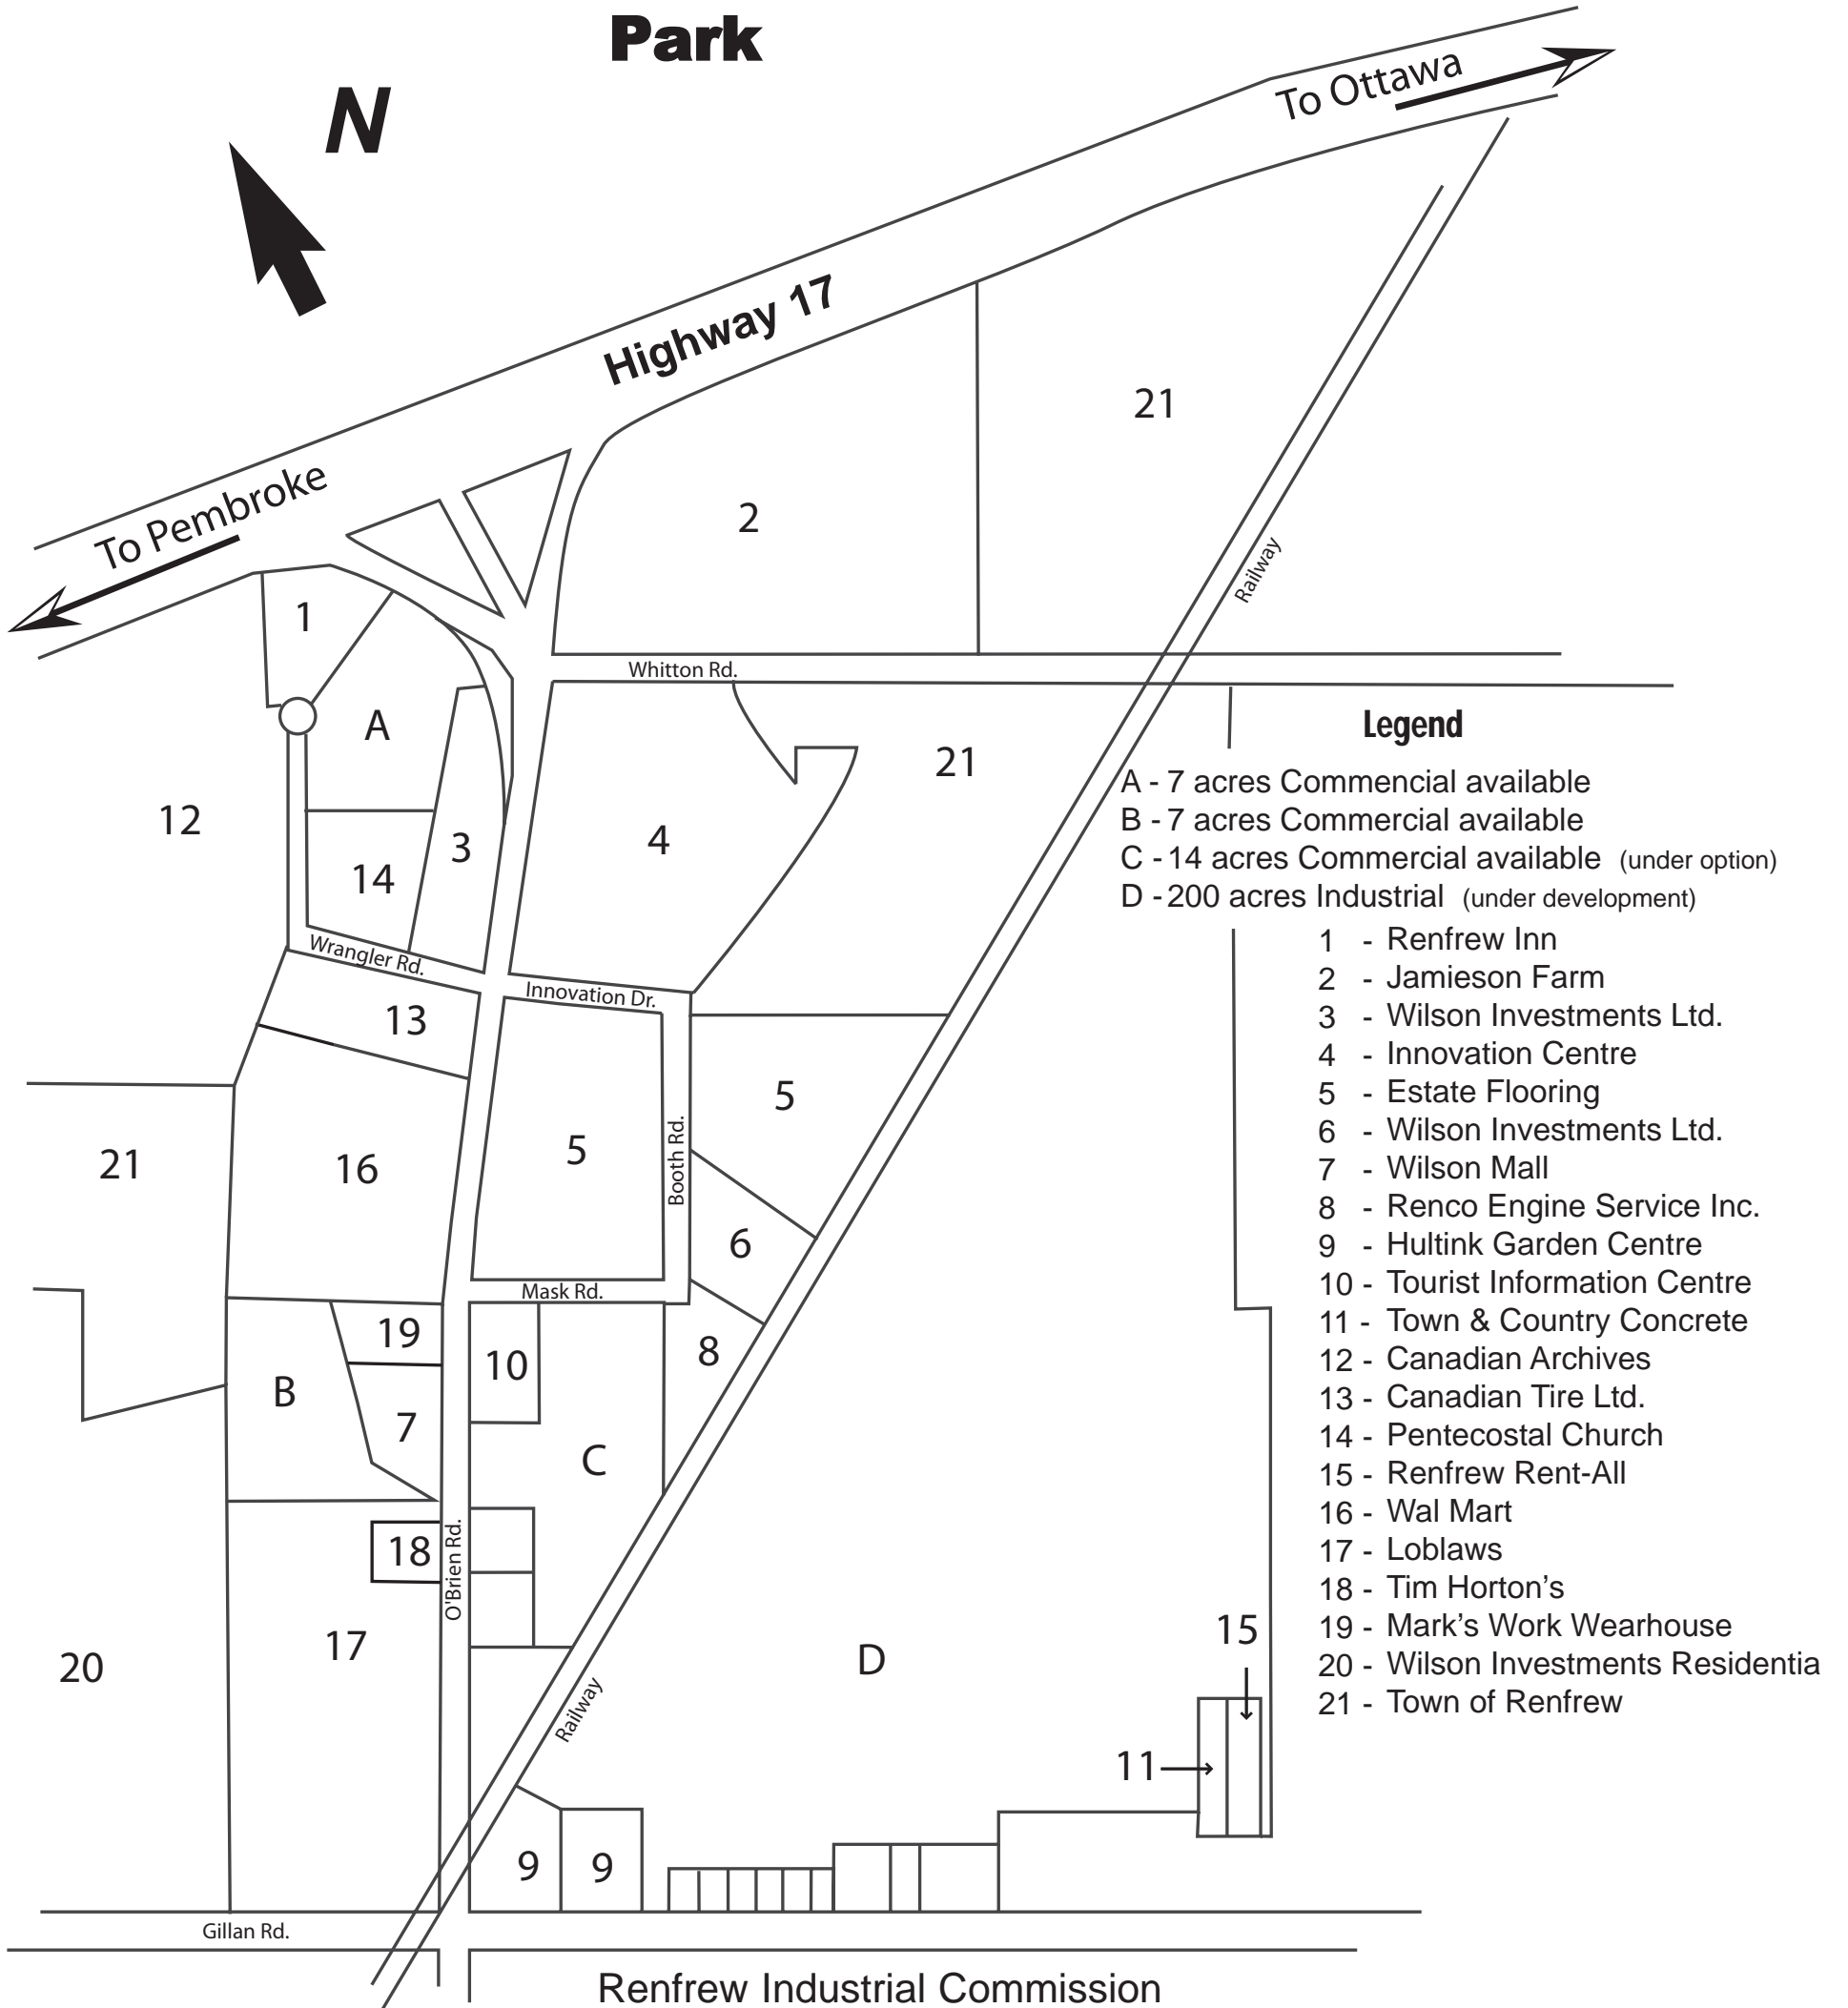 Park
N
To Ottawa
Highway 17
21
To Pembroke
2
Railway
1
Whitton Rd.
A
21
12
4
3
14
Wrangler Rd.
Innovation Dr.
13
5
Booth Rd.
5
21
16
6
Mask Rd.
19
10
8
B
7
C
18
O'Brien Rd.
17
20
D
15
Railway
11
9
9
Gillan Rd.
Legend
A - 7 acres Commencial available
B - 7 acres Commercial available
C - 14 acres Commercial available (under option)
D - 200 acres Industrial (under development)
1 - Renfrew Inn
2 - Jamieson Farm
3 - Wilson Investments Ltd.
4 - Innovation Centre
5 - Estate Flooring
6 - Wilson Investments Ltd.
7 - Wilson Mall
8 - Renco Engine Service Inc.
9 - Hultink Garden Centre
10 - Tourist Information Centre
11 - Town & Country Concrete
12 - Canadian Archives
13 - Canadian Tire Ltd.
14 - Pentecostal Church
15 - Renfrew Rent-All
16 - Wal Mart
17 - Loblaws
18 - Tim Horton’s
19 - Mark’s Work Wearhouse
20 - Wilson Investments Residentia
21 - Town of Renfrew
Renfrew Industrial Commission